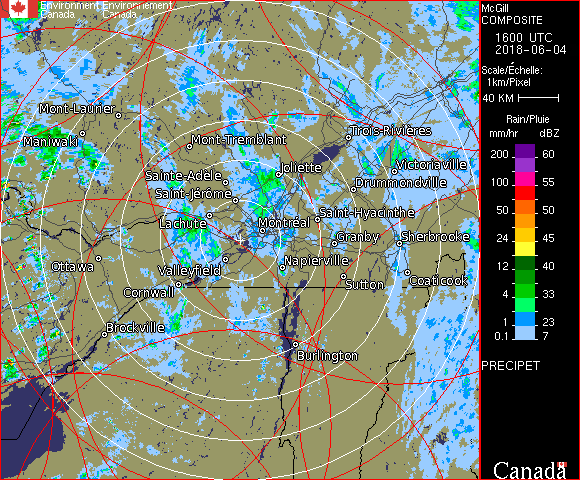 Environment Environnement
Canada Canada
McGill
COMPOSITE
1600 UTC
2018-06-04
Scale/Échelle:
1km/Pixel
40 KM
Rain/Pluie
mm/hr dBZ
200 60
100 55
50 50
24 45
12 40
4 33
1 30
0.5 23
0.1 7
PRECIPET
Canada
Mont-Laurier
Maniwaki
Mont-Tremblant
Trois-Rivières
Joliette
Victoriaville
Sainte-Adèle
Drummondville
Saint-Jérôme
Lachute
Saint-Hyacinthe
Montréal
Granby
Sherbrooke
Ottawa
Valleyfield
Napierville
Sutton
Coaticook
Cornwall
Brockville
Burlington